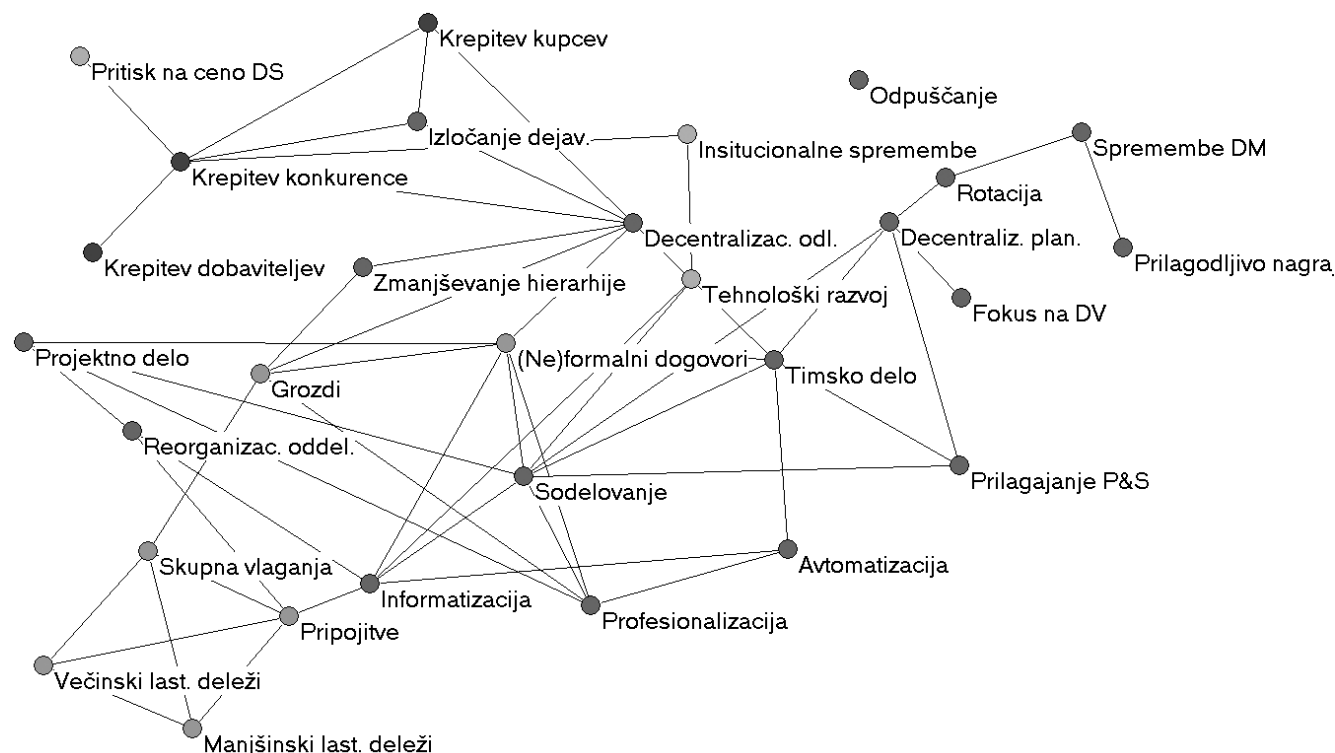 Krepitev kupcev
Pritisk na ceno DS
Odpuščanje
Izločanje dejav.
Insitucionalne spremembe
Spremembe DM
Krepitev konkurence
Rotacija
Decentralizac. odl.
Decentraliz. plan.
Prilagodljivo nagraj
Krepitev dobaviteljev
Zmanjševanje hierarhije
Tehnološki razvoj
Fokus na DV
Projektno delo
(Ne)formalni dogovori
Timsko delo
Grozdi
Reorganizac. oddel.
Sodelovanje
Prilagajanje P&S
Skupna vlaganja
Avtomatizacija
Informatizacija
Profesionalizacija
Pripojitve
Večinski last. deleži
Manjšinski last. deleži